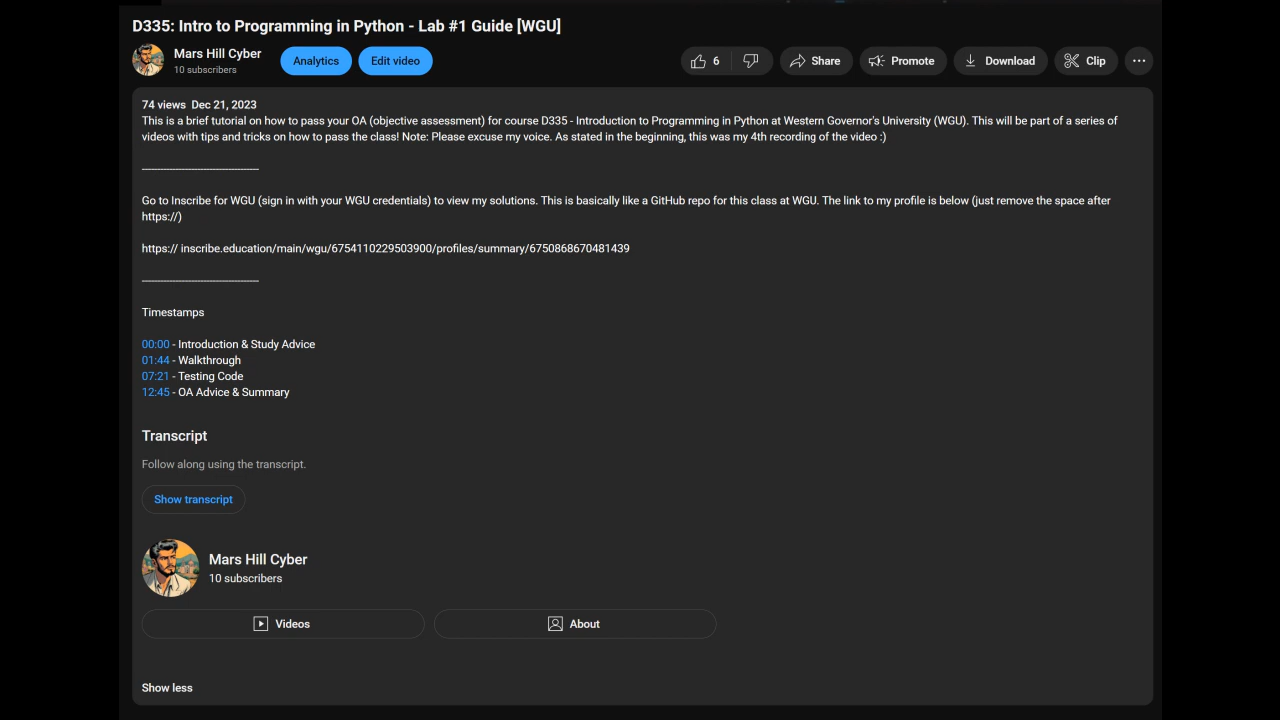 D335: Intro to Programming in Python - Lab #1 Guide [WGU]
Mars Hill Cyber
10 subscribers
Analytics
Edit video
6
Share
Promote
Download
Clip
74 views Dec 21, 2023
This is a brief tutorial on how to pass your OA (objective assessment) for course D335 - Introduction to Programming in Python at Western Governor's University (WGU). This will be part of a series of
videos with tips and tricks on how to pass the class! Note: Please excuse my voice. As stated in the beginning, this was my 4th recording of the video :)
------------------------------------
Go to Inscribe for WGU (sign in with your WGU credentials) to view my solutions. This is basically like a GitHub repo for this class at WGU. The link to my profile is below (just remove the space after
https://)
https:// inscribe.education/main/wgu/6754110229503900/profiles/summary/6750868670481439
------------------------------------
Timestamps
00:00 - Introduction & Study Advice
01:44 - Walkthrough
07:21 - Testing Code
12:45 - OA Advice & Summary
Transcript
Follow along using the transcript.
Show transcript
Mars Hill Cyber
10 subscribers
Videos
About
Show less